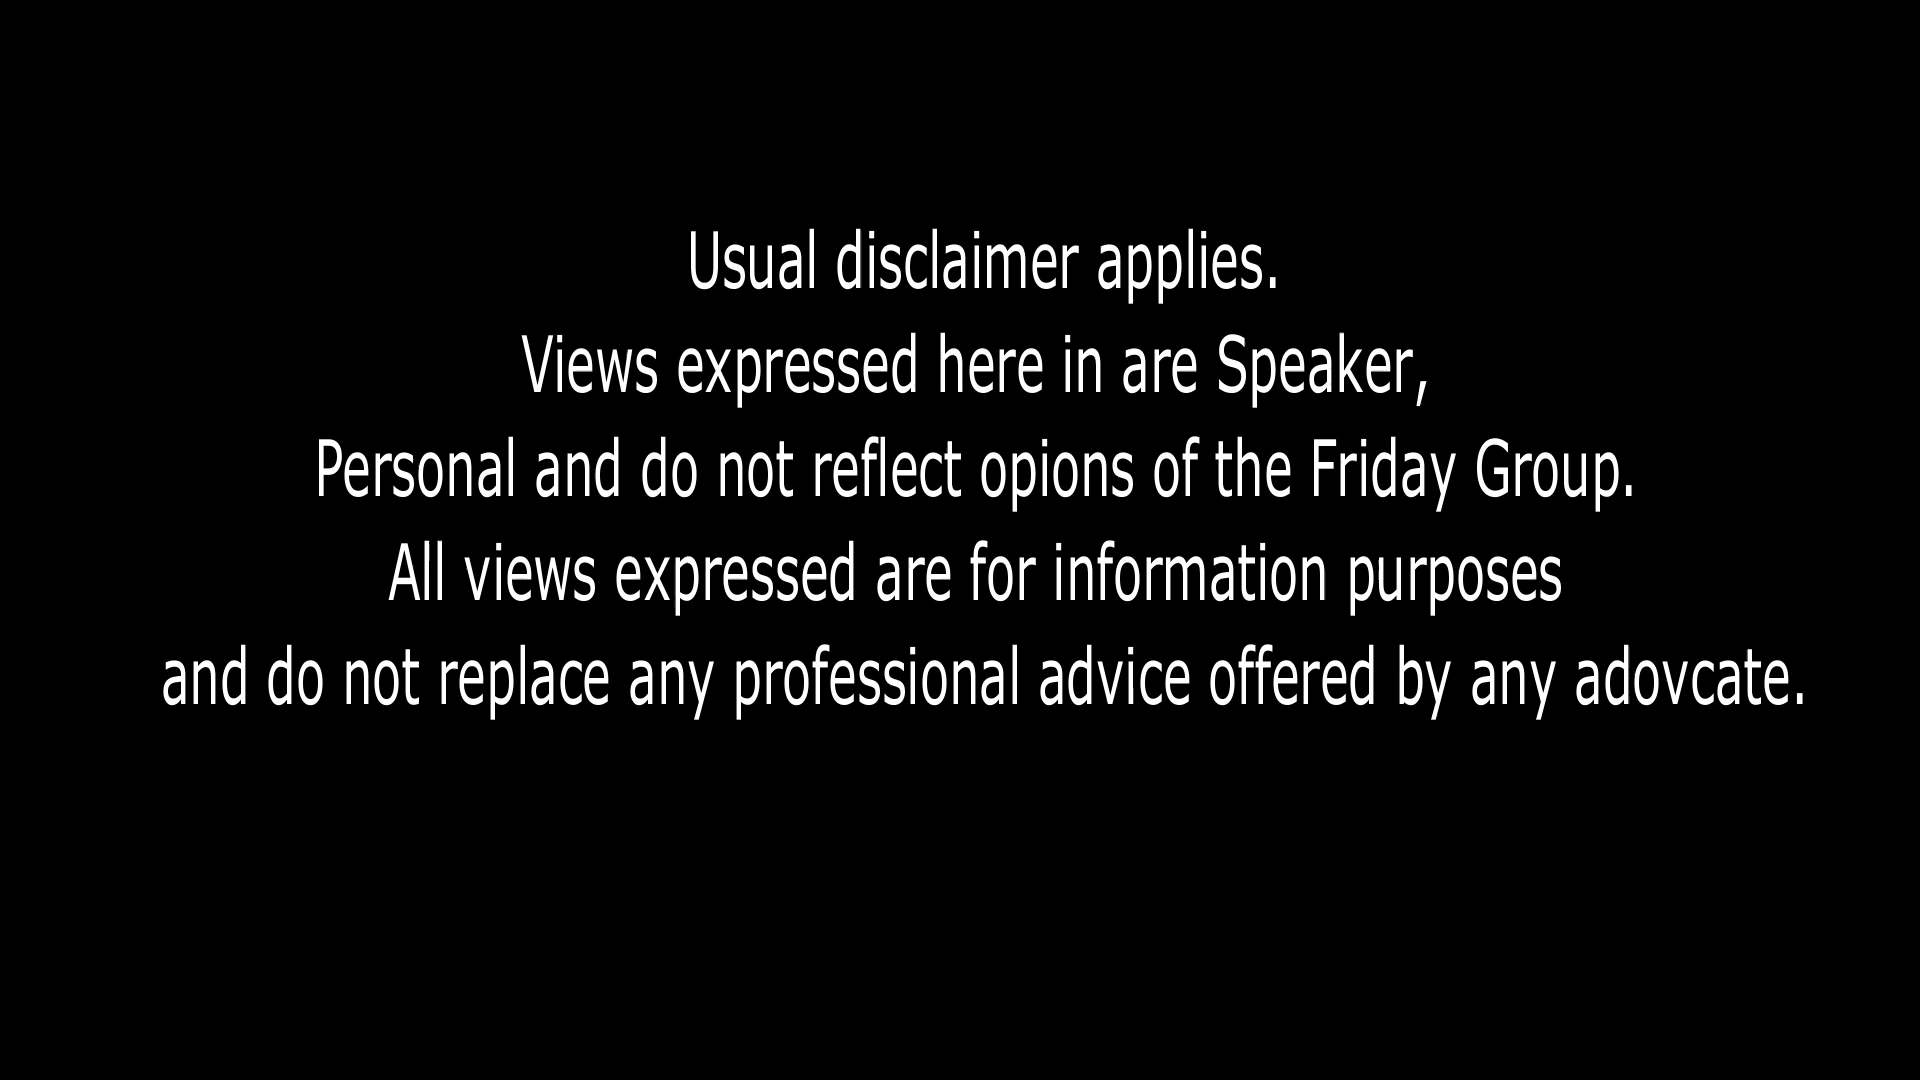 Usual disclaimer applies.
Views expressed here in are Speaker,
Personal and do not reflect opions of the Friday Group.
All views expressed are for information purposes
and do not replace any professional advice offered by any adovcate.